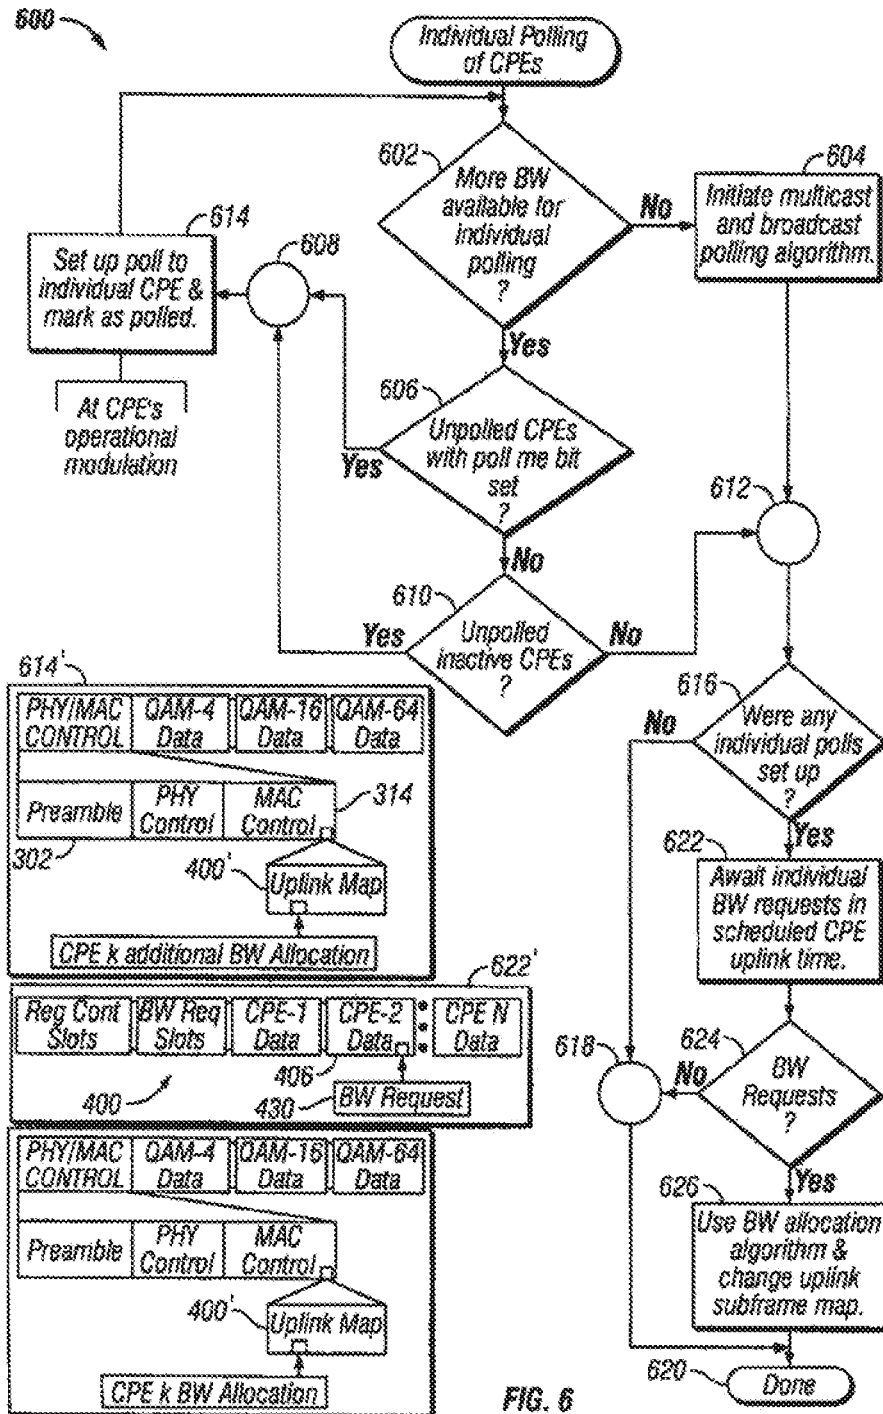 600
Individual Polling
of CPEs
602
More BW
available for
individual
polling
?
No
604
Initiate multicast
and broadcast
polling algorithm.
614
Set up poll to
individual CPE &
mark as polled.
608
At CPE's
operational
modulation
Yes
606
Unpolled CPEs
with poll me bit
set
?
Yes
No
612
610
Unpolled
inactive CPEs
?
Yes
No
616
Were any
individual polls
set up
?
No
Yes
622
Await individual
BW requests in
scheduled CPE
uplink time.
624
BW
Requests
?
No
618
Yes
626
Use BW allocation
algorithm &
change uplink
subframe map.
620
Done
614'
PHY/MAC
CONTROL
QAM-4
Data
QAM-16
Data
QAM-64
Data
Preamble
PHY
Control
MAC
Control
314
302
400'
Uplink Map
CPE k additional BW Allocation
622'
Reg Cont
Slots
BW Req
Slots
CPE-1
Data
CPE-2
Data
CPE N
Data
406
400
430
BW Request
PHY/MAC
CONTROL
QAM-4
Data
QAM-16
Data
QAM-64
Data
Preamble
PHY
Control
MAC
Control
400'
Uplink Map
CPE k BW Allocation
FIG. 6